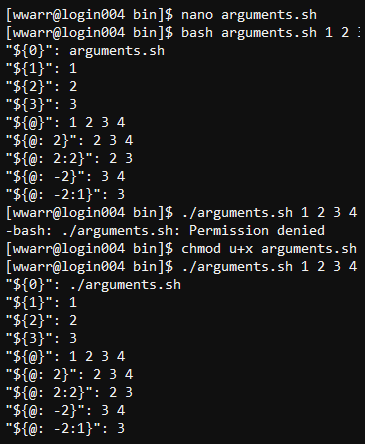 [wwarr@login004 bin]$ nano arguments.sh
[wwarr@login004 bin]$ bash arguments.sh 1 2
"${0}": arguments.sh
"${1}": 1
"${2}": 2
"${3}": 3
"${@}": 1 2 3 4
"${@: 2}": 2 3 4
"${@: 2:2}": 2 3
"${@: -2}": 3 4
"${@: -2:1}": 3
[wwarr@login004 bin]$ ./arguments.sh 1 2 3 4
-bash: ./arguments.sh: Permission denied
[wwarr@login004 bin]$ chmod u+x arguments.sh
[wwarr@login004 bin]$ ./arguments.sh 1 2 3 4
"${0}": ./arguments.sh
"${1}": 1
"${2}": 2
"${3}": 3
"${@}": 1 2 3 4
"${@: 2}": 2 3 4
"${@: 2:2}": 2 3
"${@: -2}": 3 4
"${@: -2:1}": 3